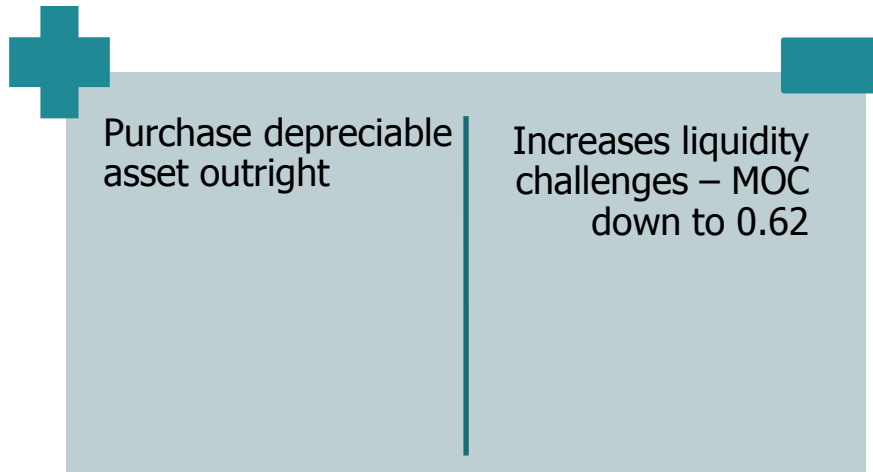 Purchase depreciable
asset outright
Increases liquidity
challenges – MOC
down to 0.62